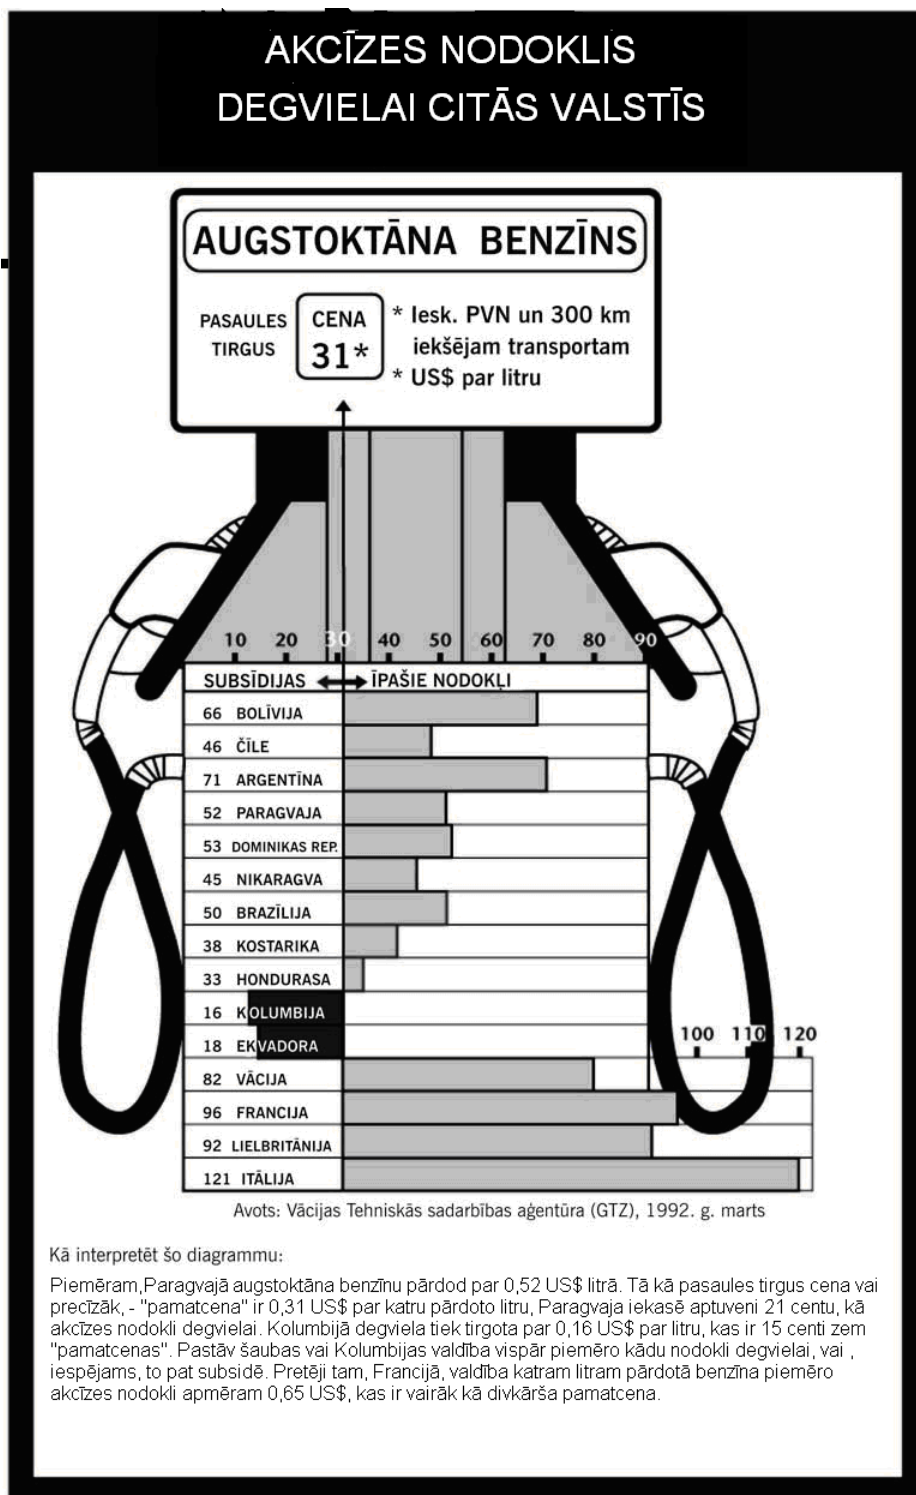 AKCĪZES NODOKLIS
DEGVIELAI CITĀS VALSTĪS
AUGSTOKTĀNA BENZĪNS
PASAULES
TIRGUS
CENA
31*
* Iesk. PVN un 300 km
iekšējam transportam
* US$ par litru
10 20 30 40 50 60 70 80 90
SUBSĪDIJAS ĪPAŠIE NODOKĻI
66 BOLĪVIJA
46 ČĪLE
71 ARGENTĪNA
52 PARAGVAJA
53 DOMINIKAS REP.
45 NIKARAGVA
50 BRAZĪLIJA
38 KOSTARIKA
33 HONDURASA
16 KOLUMBIJA
18 EKVADORA
100 110 120
82 VĀCIJA
96 FRANCIJA
92 LIELBRITĀNIJA
121 ITĀLIJA
Avots: Vācijas Tehniskās sadarbības aģentūra (GTZ), 1992. g. marts
Kā interpretēt šo diagrammu:
Piemēram,Paragvajā augstoktāna benzīnu pārdod par 0,52 US$ litrā. Tā kā pasaules tirgus cena vai
precīzāk, - "pamatcena" ir 0,31 US$ par katru pārdoto litru, Paragvaja iekasē aptuveni 21 centu, kā
akcīzes nodokli degvielai. Kolumbijā degviela tiek tirgota par 0,16 US$ par litru, kas ir 15 centi zem
"pamatcenas". Pastāv šaubas vai Kolumbijas valdība vispār piemēro kādu nodokli degvielai, vai ,
iespējams, to pat subsidē. Pretēji tam, Francijā, valdība katram litram pārdotā benzīna piemēro
akcīzes nodokli apmēram 0,65 US$, kas ir vairāk kā divkārša pamatcena.